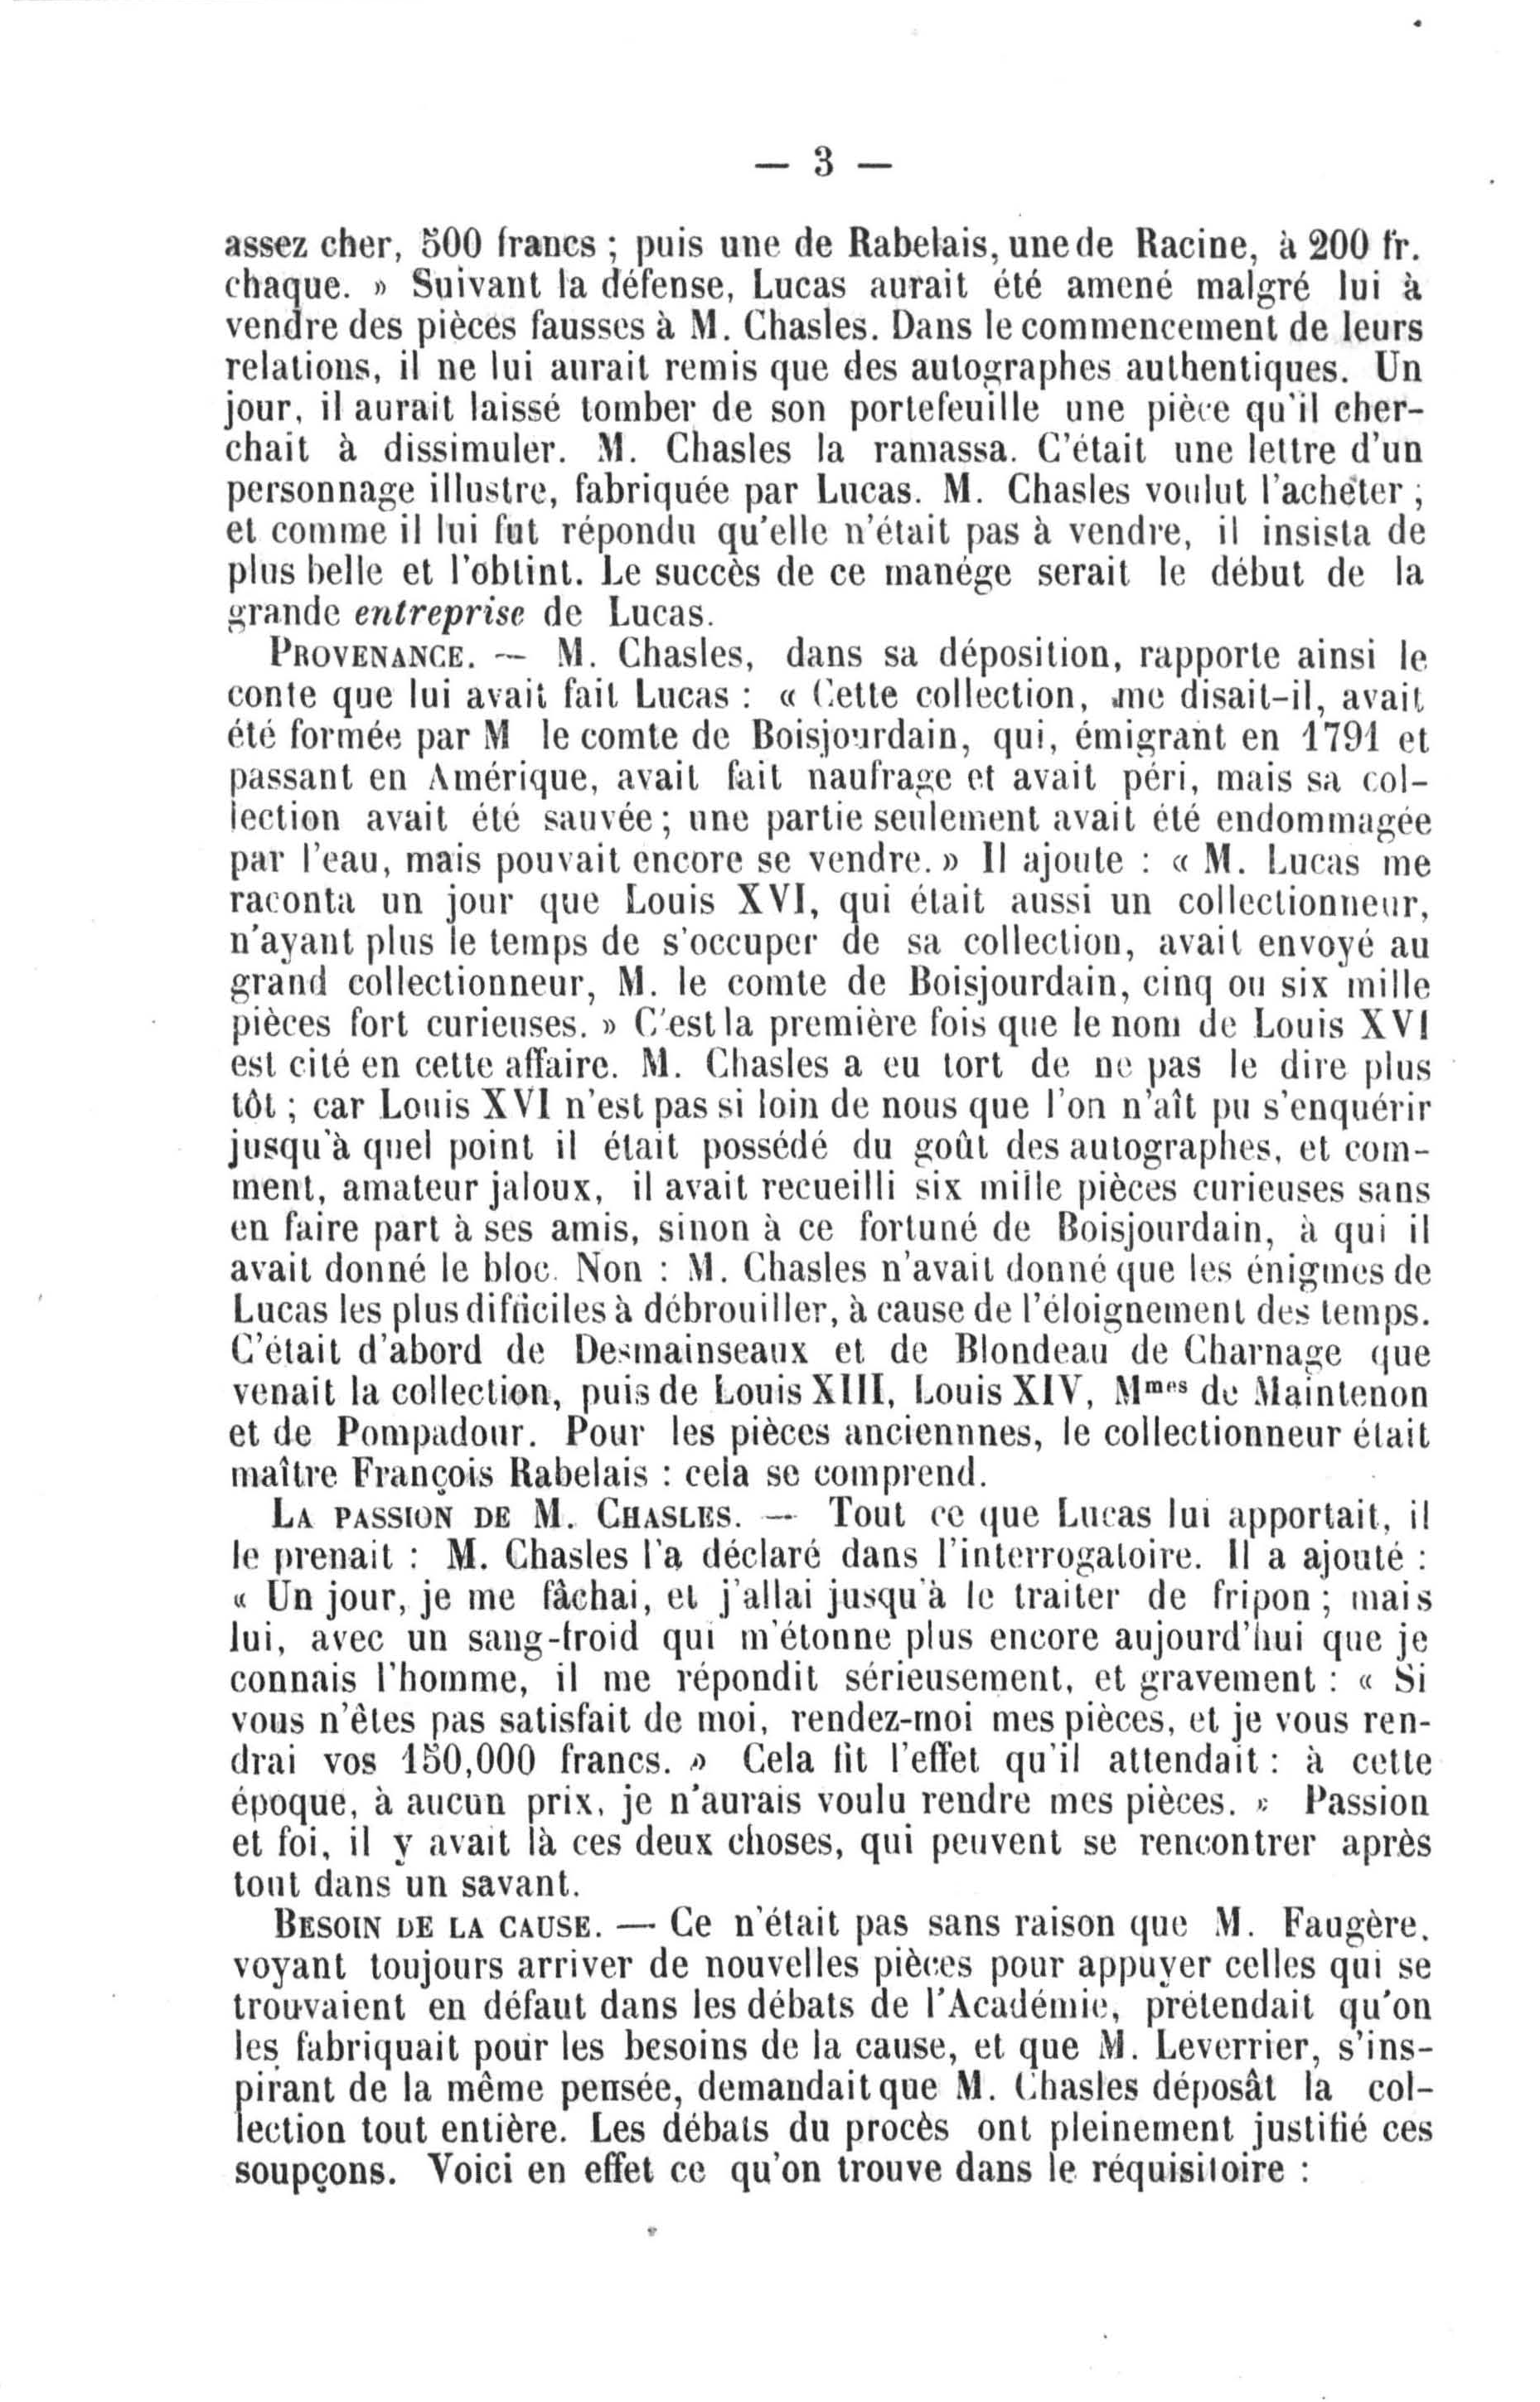 — 3 —
assez cher, 500 francs ; puis une de Rabelais, une de Racine, à 200 fr.
chaque. » Suivant la défense, Lucas aurait été amené malgré lui à
vendre des pièces fausses à M. Chasles. Dans le commencement de leurs
relations, il ne lui aurait remis que des autographes authentiques. Un
jour, il aurait laissé tomber de son portefeuille une pièce qu'il cher-
chait à dissimuler. M. Chasles la ramassa. C'était une lettre d'un
personnage illustre, fabriquée par Lucas. M. Chasles voulut l'acheter ;
et comme il lui fut répondu qu'elle n'était pas à vendre, il insista de
plus belle et l'obtint. Le succès de ce manége serait le début de la
grande entreprise de Lucas.
PROVENANCE. — M. Chasles, dans sa déposition, rapporte ainsi le
conte que lui avait fait Lucas : « Cette collection, me disait-il, avait
été formée par M le comte de Boisjourdain, qui, émigrant en 1791 et
passant en Amérique, avait fait naufrage et avait péri, mais sa col-
lection avait été sauvée ; une partie seulement avait été endommagée
par l'eau, mais pouvait encore se vendre. » Il ajoute : « M. Lucas me
raconta un jour que Louis XVI, qui était aussi un collectionneur,
n'ayant plus le temps de s'occuper de sa collection, avait envoyé au
grand collectionneur, M. le comte de Boisjourdain, cinq ou six mille
pièces fort curieuses. » C'est la première fois que le nom de Louis XVI
est cité en cette affaire. M. Chasles a eu tort de ne pas le dire plus
tôt ; car Louis XVI n'est pas si loin de nous que l'on n'aît pu s'enquérir
jusqu'à quel point il était possédé du goût des autographes, et com-
ment, amateur jaloux, il avait recueilli six mille pièces curieuses sans
en faire part à ses amis, sinon à ce fortuné de Boisjourdain, à qui il
avait donné le bloc. Non : M. Chasles n'avait donné que les énigmes de
Lucas les plus difficiles à débrouiller, à cause de l'éloignement des temps.
C'était d'abord de Desmainseaux et de Blondeau de Charnage que
venait la collection, puis de Louis XIII, Louis XIV, Mmes de Maintenon
et de Pompadour. Pour les pièces anciennnes, le collectionneur était
maître François Rabelais : cela se comprend.
LA PASSION DE M. CHASLES. — Tout ce que Lucas lui apportait, il
le prenait : M. Chasles l'a déclaré dans l'interrogatoire. Il a ajouté :
« Un jour, je me fâchai, et j'allai jusqu'à le traiter de fripon ; mais
lui, avec un sang-froid qui m'étonne plus encore aujourd'hui que je
connais l'homme, il me répondit sérieusement, et gravement : « Si
vous n'êtes pas satisfait de moi, rendez-moi mes pièces, et je vous ren-
drai vos 150,000 francs. » Cela fit l'effet qu'il attendait : à cette
époque, à aucun prix, je n'aurais voulu rendre mes pièces. » Passion
et foi, il y avait là ces deux choses, qui peuvent se rencontrer après
tout dans un savant.
BESOIN DE LA CAUSE. — Ce n'était pas sans raison que M. Faugère,
voyant toujours arriver de nouvelles pièces pour appuyer celles qui se
trouvaient en défaut dans les débats de l'Académie, prétendait qu'on
les fabriquait pour les besoins de la cause, et que M. Leverrier, s'ins-
pirant de la même pensée, demandait que M. Chasles déposât la col-
lection tout entière. Les débats du procès ont pleinement justifié ces
soupçons. Voici en effet ce qu'on trouve dans le réquisitoire :